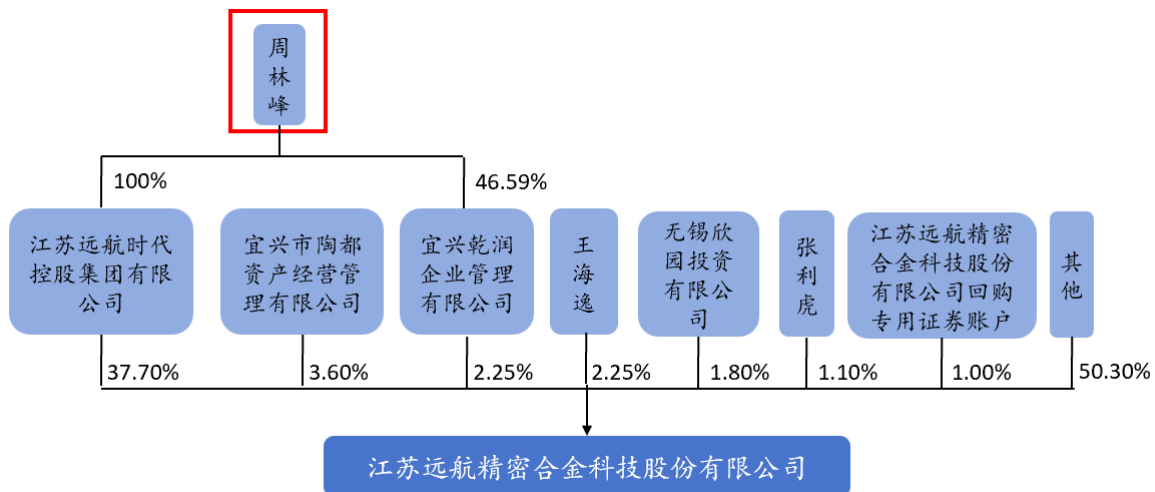 周
林
峰
100%
46.59%
江苏远航时代
控股集团有限
公司
宜兴市陶都
资产经营管
理有限公司
宜兴乾润
企业管理
有限公司
王
海
逸
无锡欣
园投资
有限公
司
张
利
虎
江苏远航精密
合金科技股份
有限公司回购
专用证券账户
其
他
37.70%
3.60%
2.25%
2.25%
1.80%
1.10%
1.00%
50.30%
江苏远航精密合金科技股份有限公司